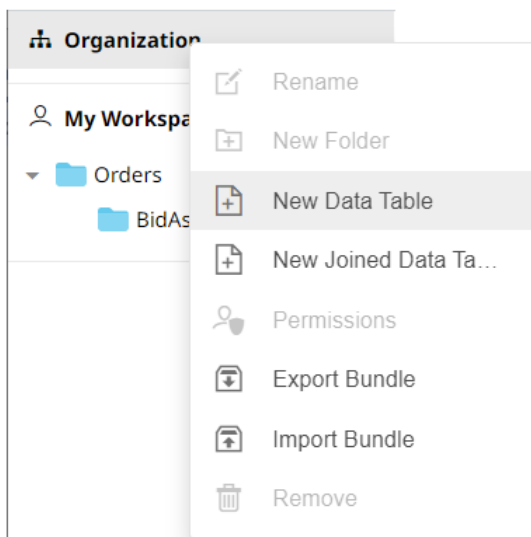 Organization
Rename
My Workspa
New Folder
Orders
New Data Table
BidAs
New Joined Data Ta...
Permissions
Export Bundle
Import Bundle
Remove